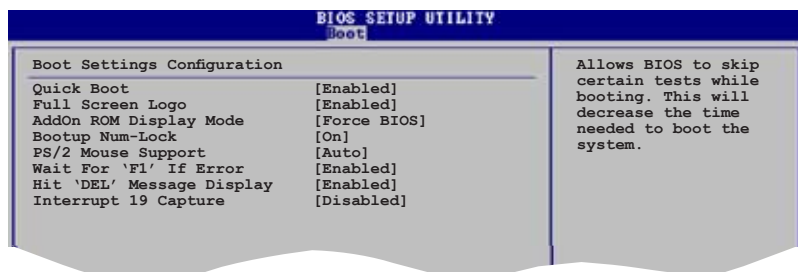 BIOS SETUP UTILITY
Boot
Boot Settings Configuration
Quick Boot [Enabled]
Full Screen Logo [Enabled]
AddOn ROM Display Mode [Force BIOS]
Bootup Num-Lock [On]
PS/2 Mouse Support [Auto]
Wait For ‘F1’ If Error [Enabled]
Hit ‘DEL’ Message Display [Enabled]
Interrupt 19 Capture [Disabled]
Allows BIOS to skip
certain tests while
booting. This will
decrease the time
needed to boot the
system.